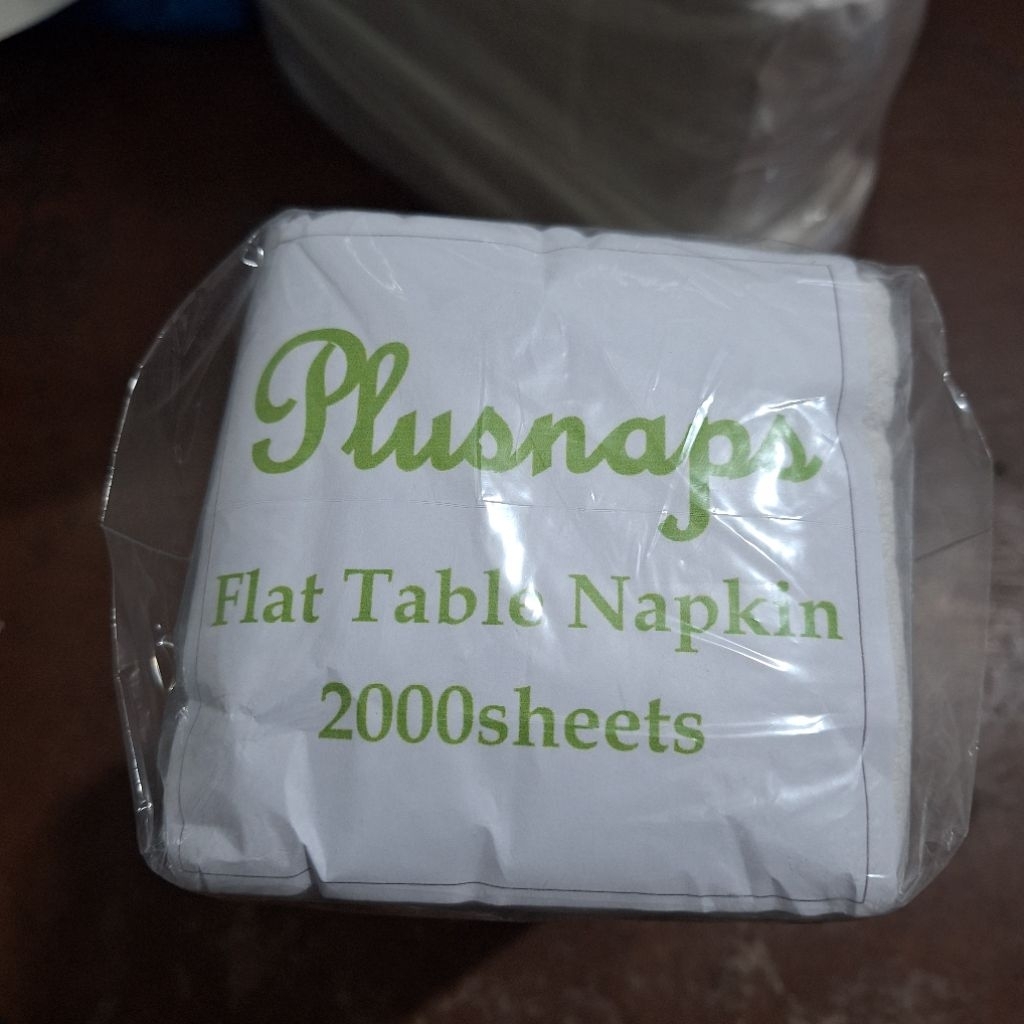 Plusnaps
Flat Table Napkin
2000sheets